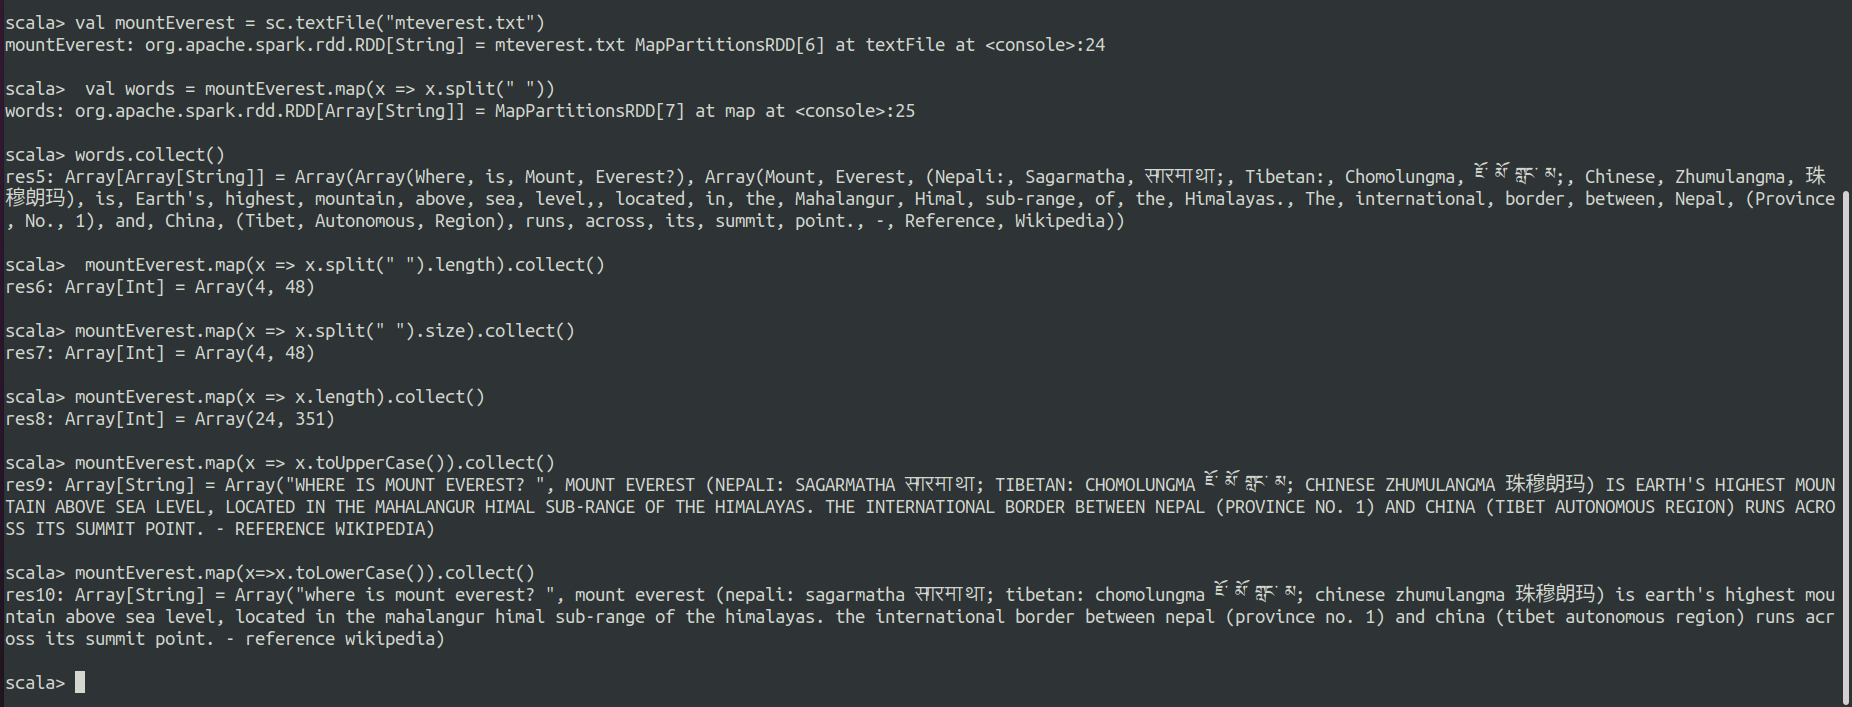 scala> val mountEverest = sc.textFile("mteverest.txt")
mountEverest: org.apache.spark.rdd.RDD[String] = mteverest.txt MapPartitionsRDD[6] at textFile at <console>:24
scala>  val words = mountEverest.map(x => x.split(" "))
words: org.apache.spark.rdd.RDD[Array[String]] = MapPartitionsRDD[7] at map at <console>:25
scala> words.collect()
res5: Array[Array[String]] = Array(Array(Where, is, Mount, Everest?), Array(Mount, Everest, (Nepali:, Sagarmatha, सगरमाथा;, Tibetan:, Chomolungma, ཇོ་མོ་གླང་མ;, Chinese, Zhumulangma, 珠
穆朗玛), is, Earth's, highest, mountain, above, sea, level,, located, in, the, Mahalangur, Himal, sub-range, of, the, Himalayas., The, international, border, between, Nepal, (Province
, No., 1), and, China, (Tibet, Autonomous, Region), runs, across, its, summit, point., -, Reference, Wikipedia))
scala>  mountEverest.map(x => x.split(" ").length).collect()
res6: Array[Int] = Array(4, 48)
scala> mountEverest.map(x => x.split(" ").size).collect()
res7: Array[Int] = Array(4, 48)
scala> mountEverest.map(x => x.length).collect()
res8: Array[Int] = Array(24, 351)
scala> mountEverest.map(x => x.toUpperCase()).collect()
res9: Array[String] = Array("WHERE IS MOUNT EVEREST? ", MOUNT EVEREST (NEPALI: SAGARMATHA सगरमाथा; TIBETAN: CHOMOLUNGMA ཇོ་མོ་གླང་མ; CHINESE ZHUMULANGMA 珠穆朗玛) IS EARTH'S HIGHEST MOUN
TAIN ABOVE SEA LEVEL, LOCATED IN THE MAHALANGUR HIMAL SUB-RANGE OF THE HIMALAYAS. THE INTERNATIONAL BORDER BETWEEN NEPAL (PROVINCE NO. 1) AND CHINA (TIBET AUTONOMOUS REGION) RUNS ACRO
SS ITS SUMMIT POINT. - REFERENCE WIKIPEDIA)
scala> mountEverest.map(x=>x.toLowerCase()).collect()
res10: Array[String] = Array("where is mount everest? ", mount everest (nepali: sagarmatha सगरमाथा; tibetan: chomolungma ཇོ་མོ་གླང་མ; chinese zhumulangma 珠穆朗玛) is earth's highest mou
ntain above sea level, located in the mahalangur himal sub-range of the himalayas. the international border between nepal (province no. 1) and china (tibet autonomous region) runs acr
oss its summit point. - reference wikipedia)
scala>